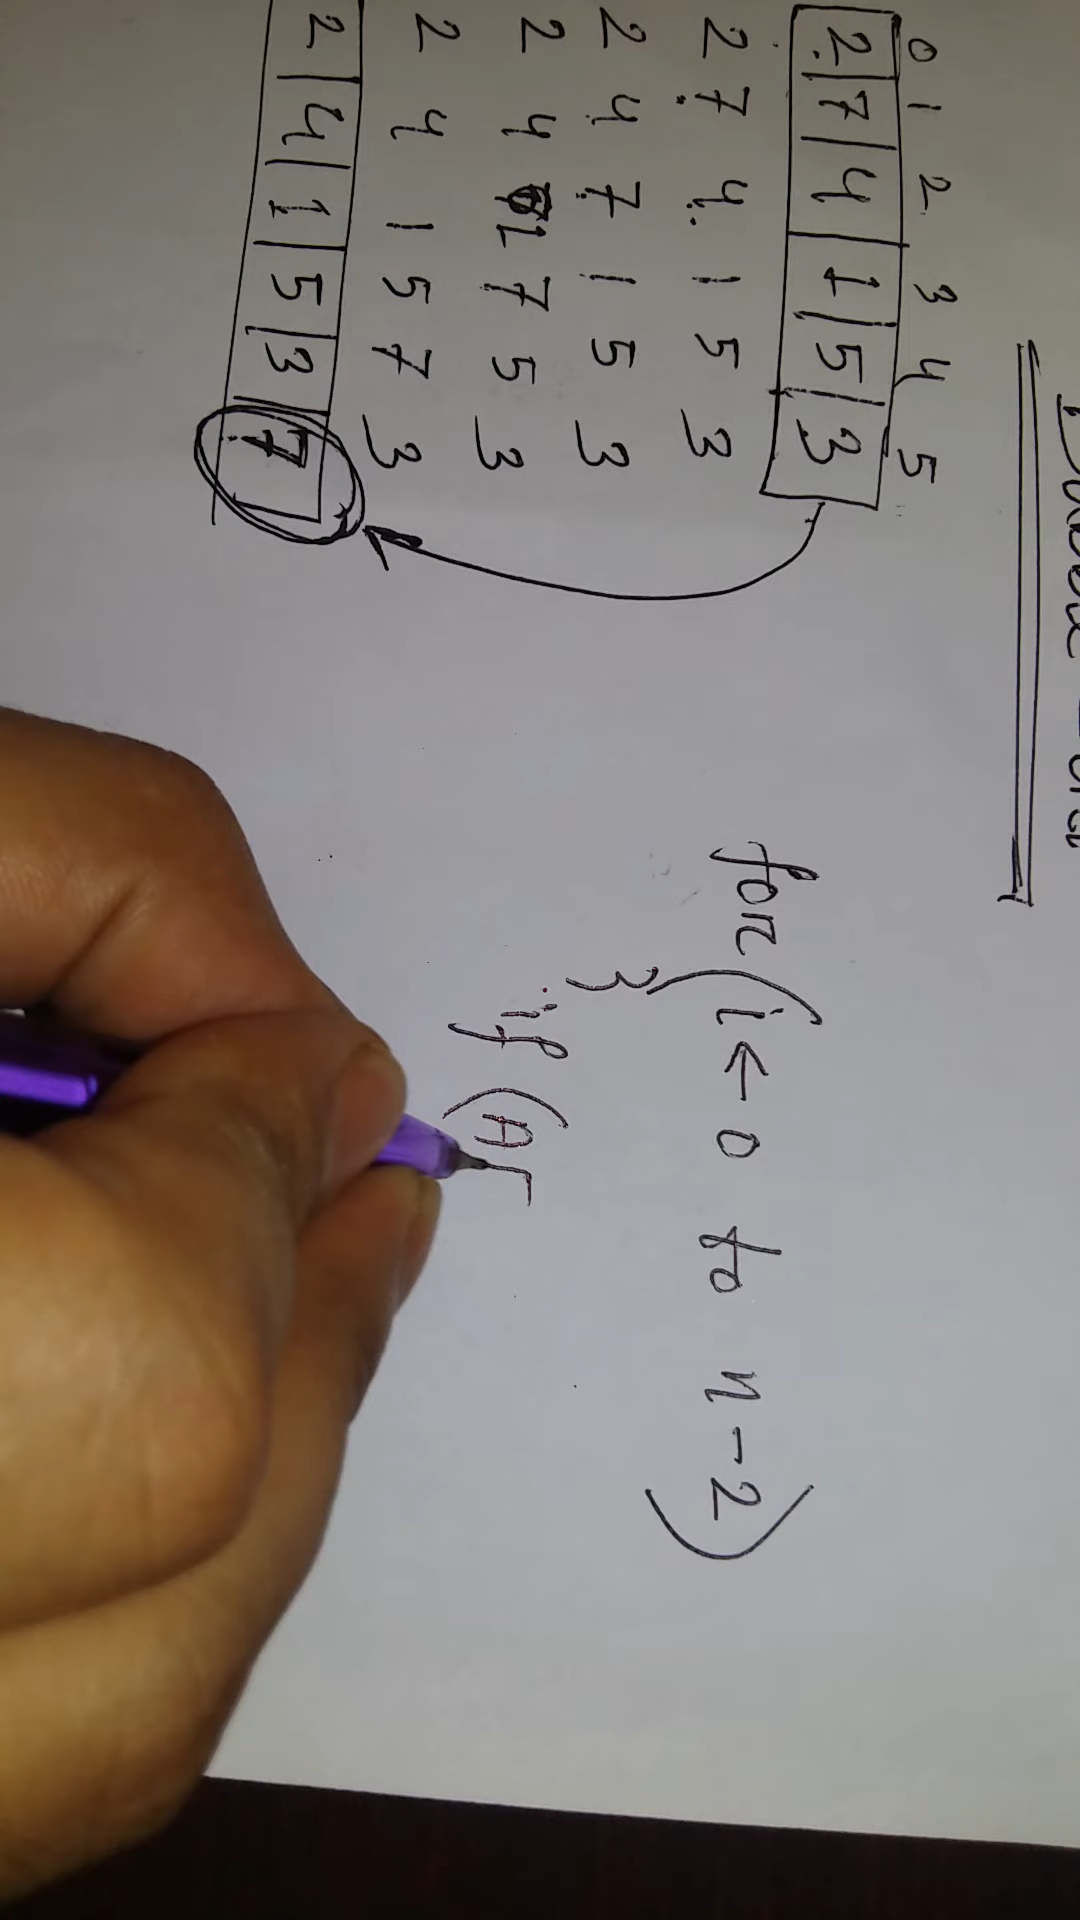 0 1 2 3 4 5
2 | 7 | 4 | 1 | 5 | 3
2 7 4 1 5 3
2 4 7 1 5 3
2 4 1 7 5 3
2 4 1 5 7 3
2 | 4 | 1 | 5 | 3 | 7
for (i ← 0 to n-2)
{
if (A[